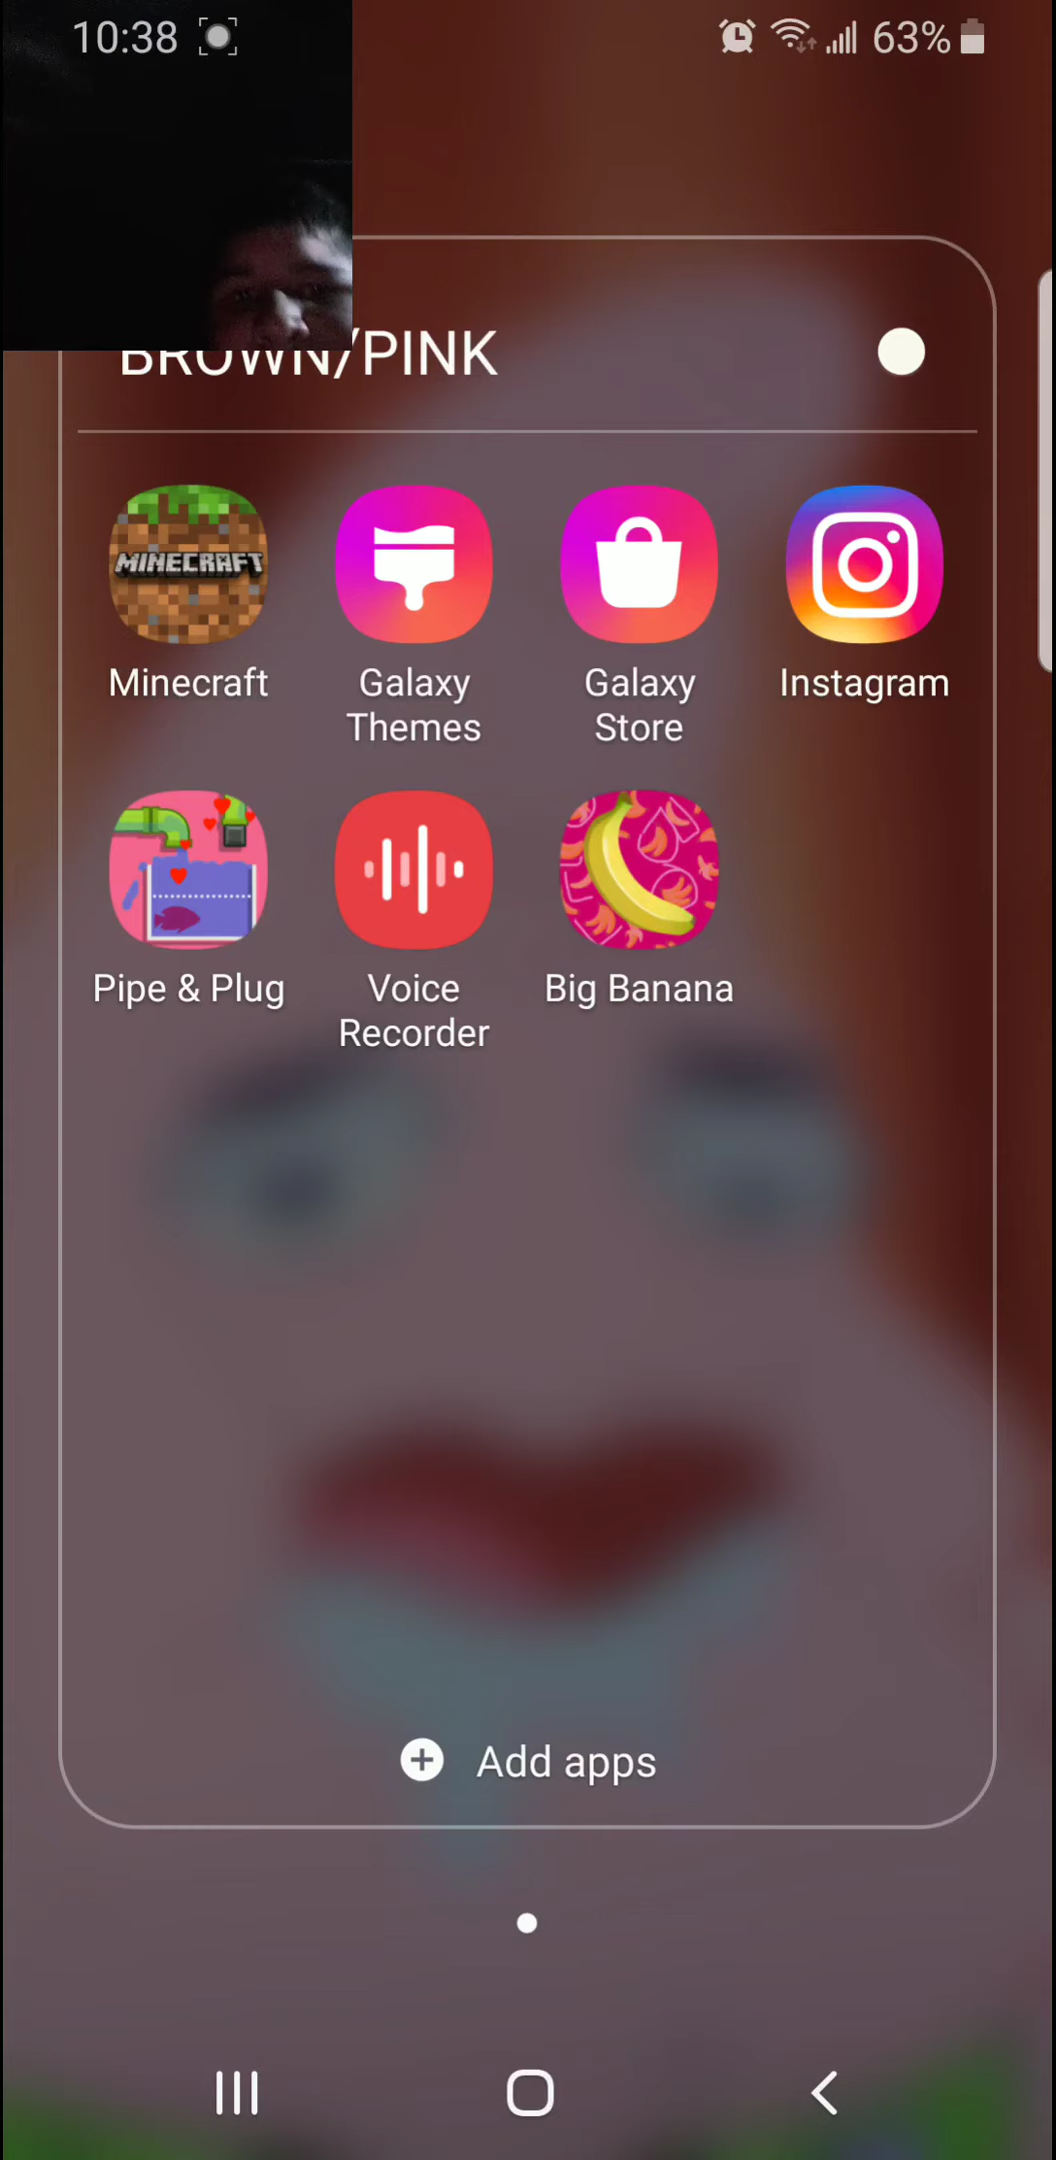 10:38 63%
BROWN/PINK
MINECRAFT
Minecraft
Galaxy
Themes
Galaxy
Store
Instagram
Pipe & Plug
Voice
Recorder
Big Banana
Add apps